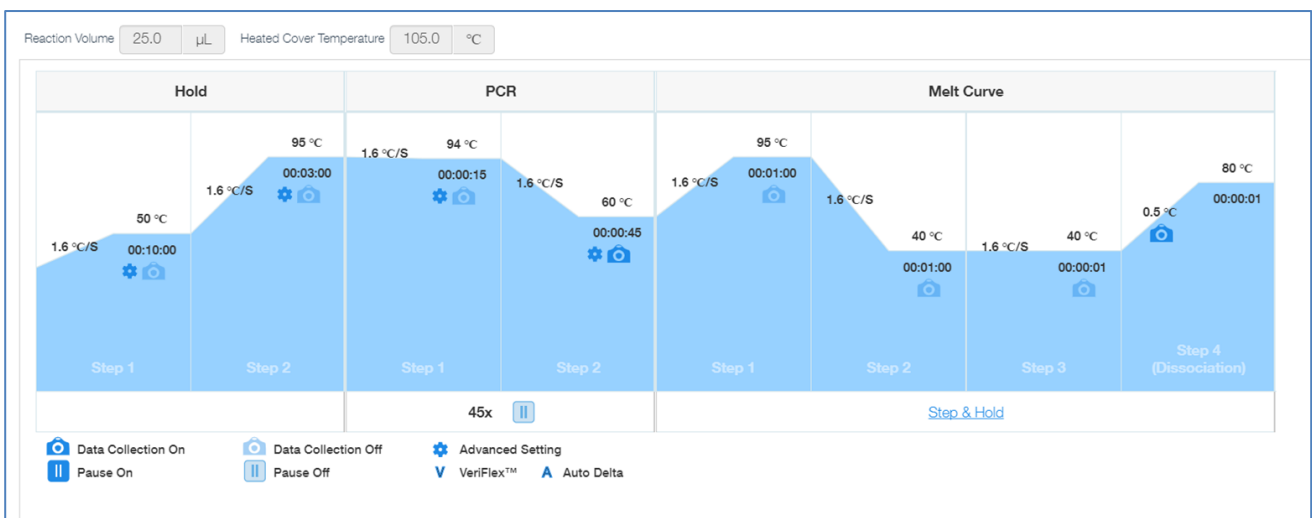 Reaction Volume 25.0 µL Heated Cover Temperature 105.0 °C
Hold PCR Melt Curve
50 °C
1.6 °C/S
00:10:00
Step 1
95 °C
1.6 °C/S
00:03:00
Step 2
94 °C
1.6 °C/S
00:00:15
Step 1
60 °C
1.6 °C/S
00:00:45
Step 2
95 °C
1.6 °C/S
00:01:00
Step 1
1.6 °C/S
40 °C
00:01:00
Step 2
40 °C
1.6 °C/S
00:00:01
Step 3
80 °C
00:00:01
0.5 °C
Step 4
(Dissociation)
45x Step & Hold
Data Collection On Data Collection Off Advanced Setting
Pause On Pause Off V VeriFlex™ A Auto Delta